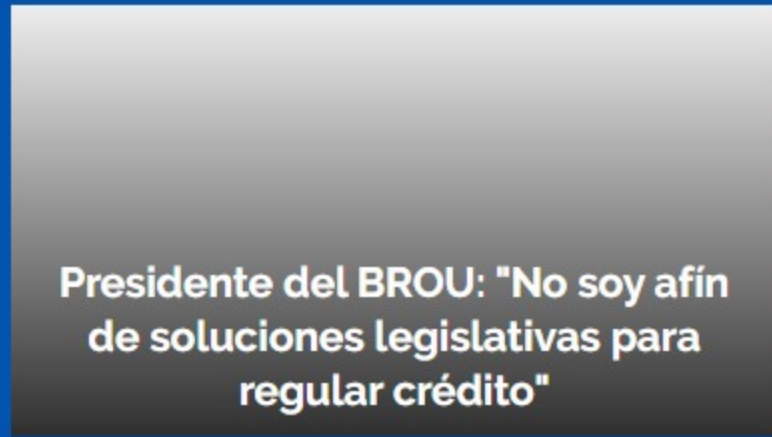 Presidente del BROU: "No soy afín
de soluciones legislativas para
regular crédito"